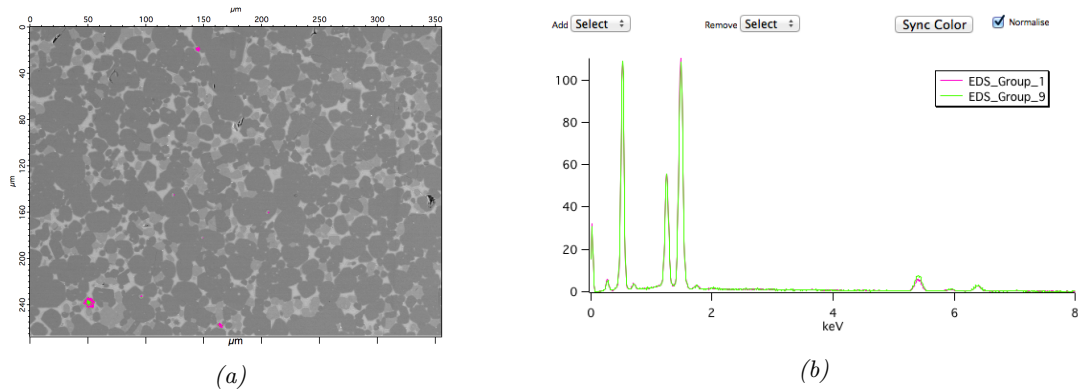 µm
0 50 100 150 200 250 300 350
0
40
80
120
160
200
240
µm
µm
(a)
Add Select Remove Select Sync Color Normalise
EDS_Group_1
EDS_Group_9
100
80
60
40
20
0
0 2 4 6 8
keV
(b)